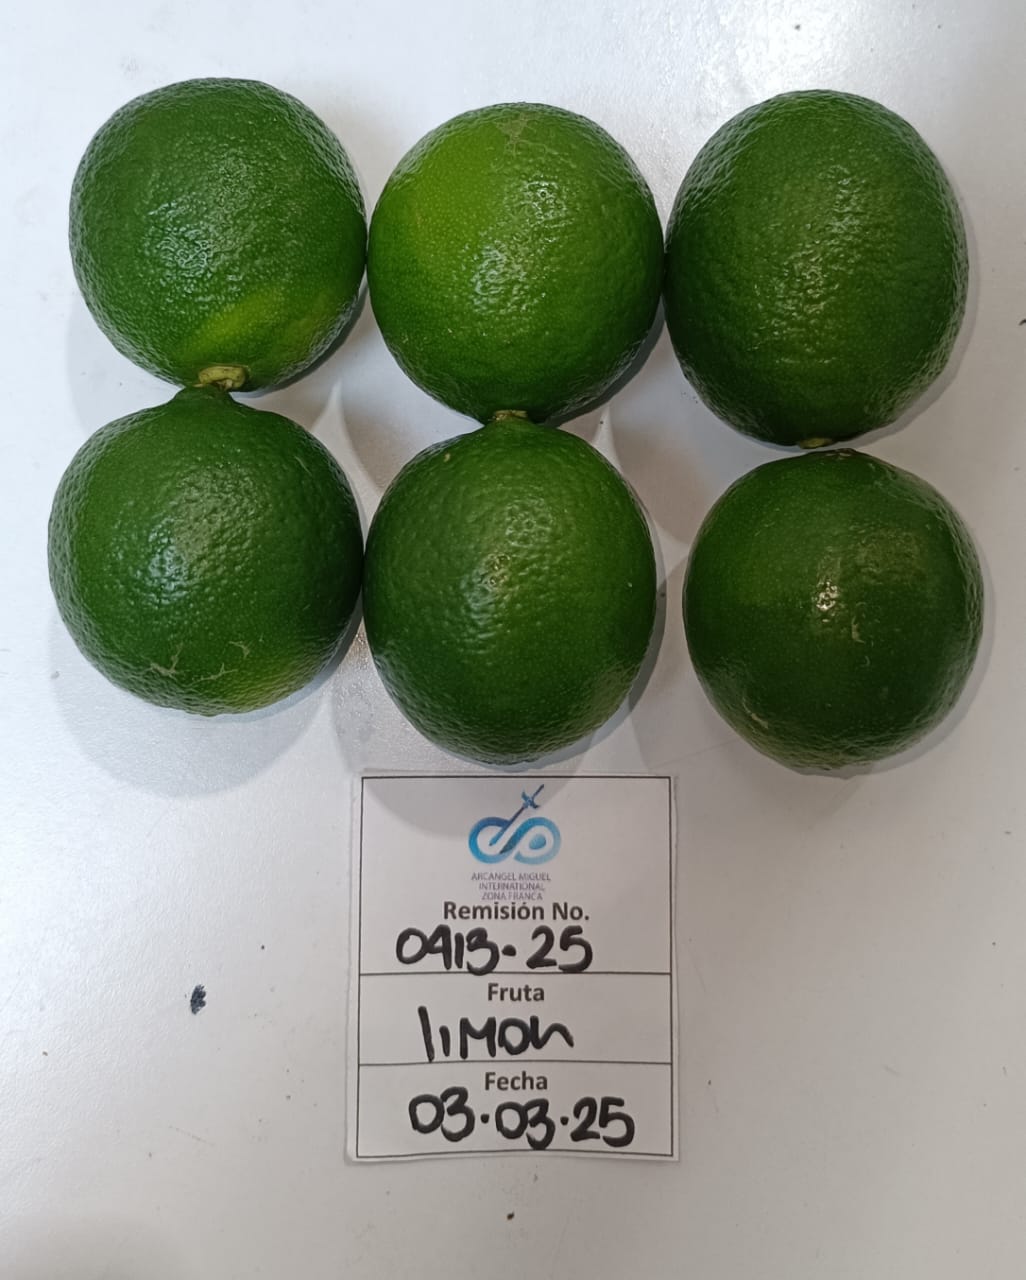 ARCANGEL MIGUEL
INTERNATIONAL
ZONA FRANCA
Remisión No.
0413-25
Fruta
limon
Fecha
03.03.25